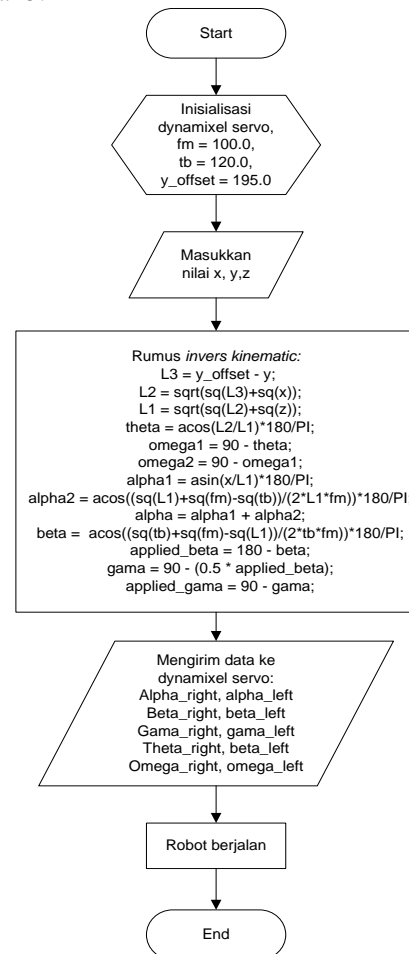 Start
Inisialisasi
dynamixel servo,
fm = 100.0,
tb = 120.0,
y_offset = 195.0
Masukkan
nilai x, y,z
Rumus invers kinematic:
L3 = y_offset - y;
L2 = sqrt(sq(L3)+sq(x));
L1 = sqrt(sq(L2)+sq(z));
theta = acos(L2/L1)*180/PI;
omega1 = 90 - theta;
omega2 = 90 - omega1;
alpha1 = asin(x/L1)*180/PI;
alpha2 = acos((sq(L1)+sq(fm)-sq(tb))/(2*L1*fm))*180/PI;
alpha = alpha1 + alpha2;
beta =  acos((sq(tb)+sq(fm)-sq(L1))/(2*tb*fm))*180/PI;
applied_beta = 180 - beta;
gama = 90 - (0.5 * applied_beta);
applied_gama = 90 - gama;
Mengirim data ke
dynamixel servo:
Alpha_right, alpha_left
Beta_right, beta_left
Gama_right, gama_left
Theta_right, beta_left
Omega_right, omega_left
Robot berjalan
End